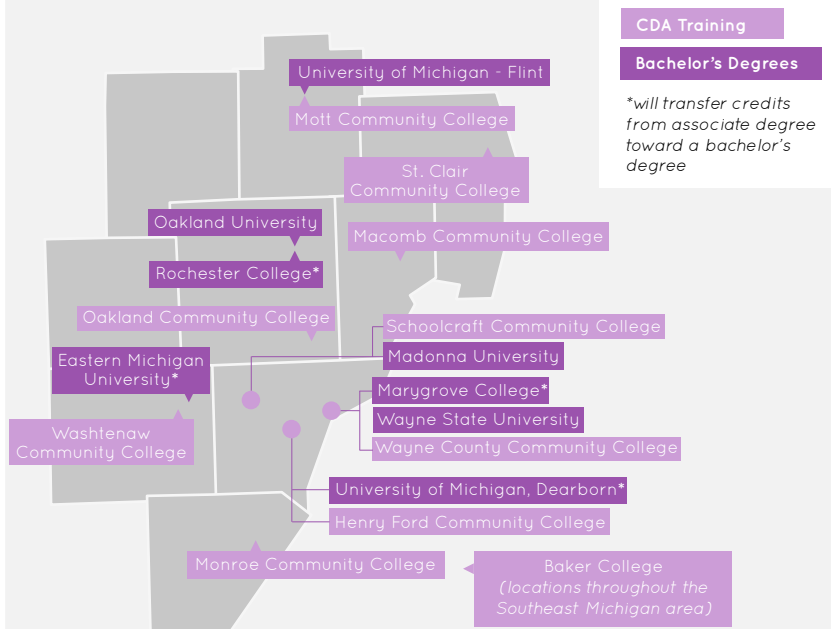 CDA Training
Bachelor's Degrees
*will transfer credits
from associate degree
toward a bachelor's
degree
University of Michigan - Flint
Mott Community College
St. Clair
Community College
Oakland University
Macomb Community College
Rochester College*
Oakland Community College
Schoolcraft Community College
Madonna University
Eastern Michigan
University*
Marygrove College*
Wayne State University
Washtenaw
Community College
Wayne County Community College
University of Michigan, Dearborn*
Henry Ford Community College
Monroe Community College
Baker College
(locations throughout the
Southeast Michigan area)